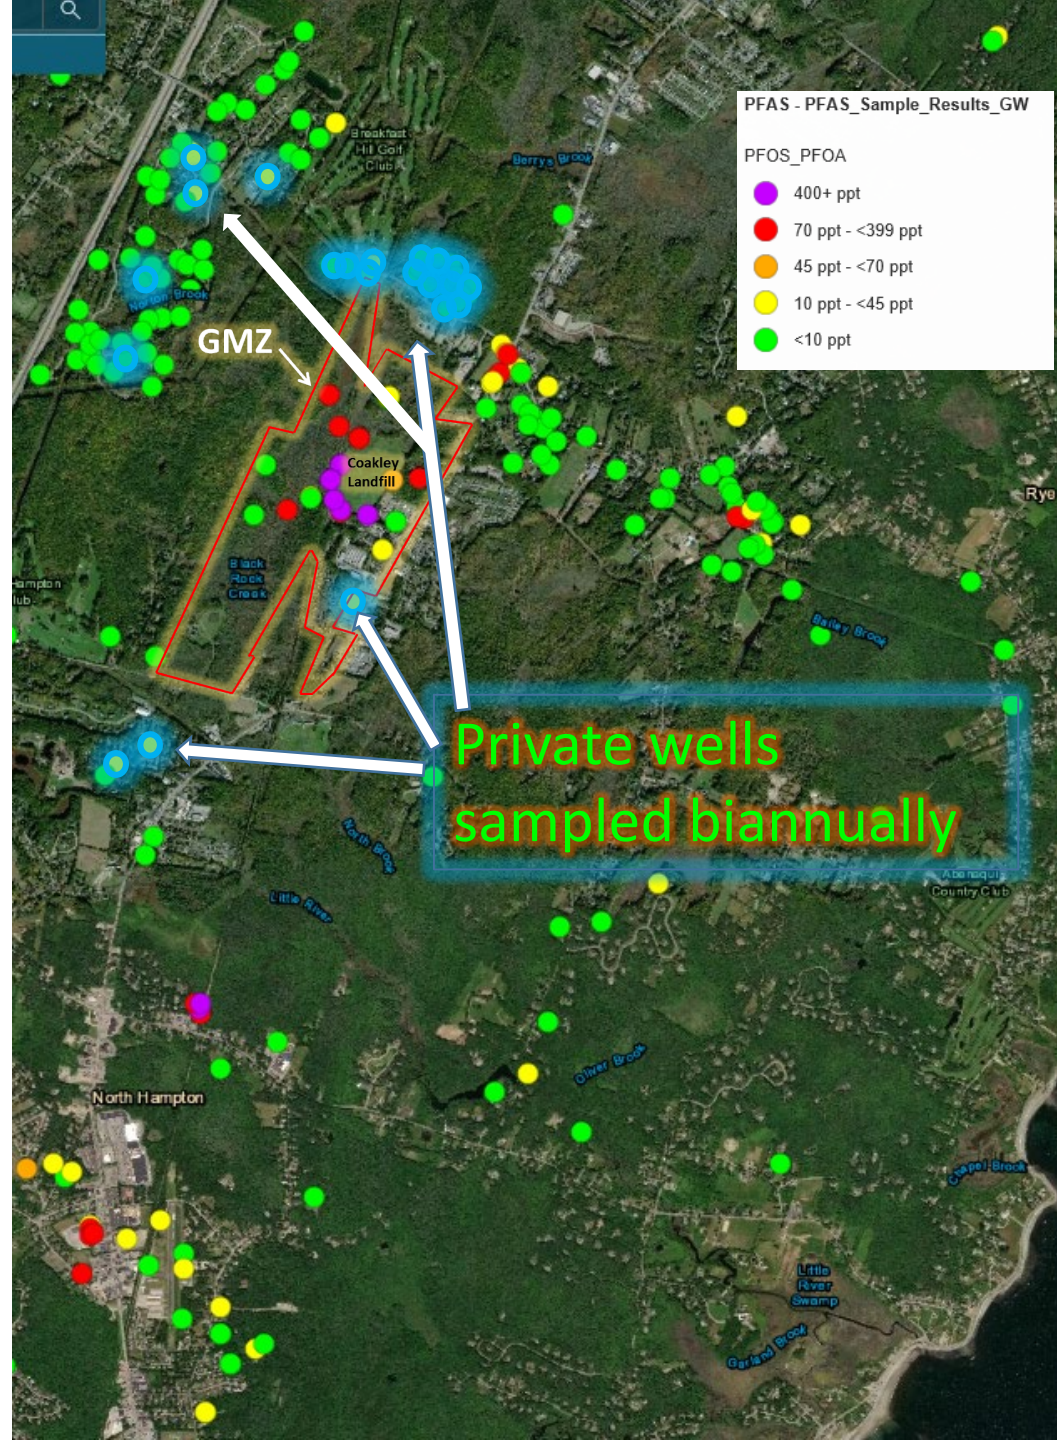 PFAS - PFAS_Sample_Results_GW
PFOS_PFOA
400+ ppt
70 ppt - <399 ppt
45 ppt - <70 ppt
10 ppt - <45 ppt
<10 ppt
Breakfast
Hill Golf
Club
Berrys Brook
Norton Brook
GMZ
Coakley
Landfill
Rye
Black
Rock
Creek
Hampton
lub
Bailey Brook
Private wells
sampled biannually
North Brook
Abenaqui
Country Club
Little River
Oliver Brook
North Hampton
Chapel Brook
Little
River
Swamp
Garland Brook